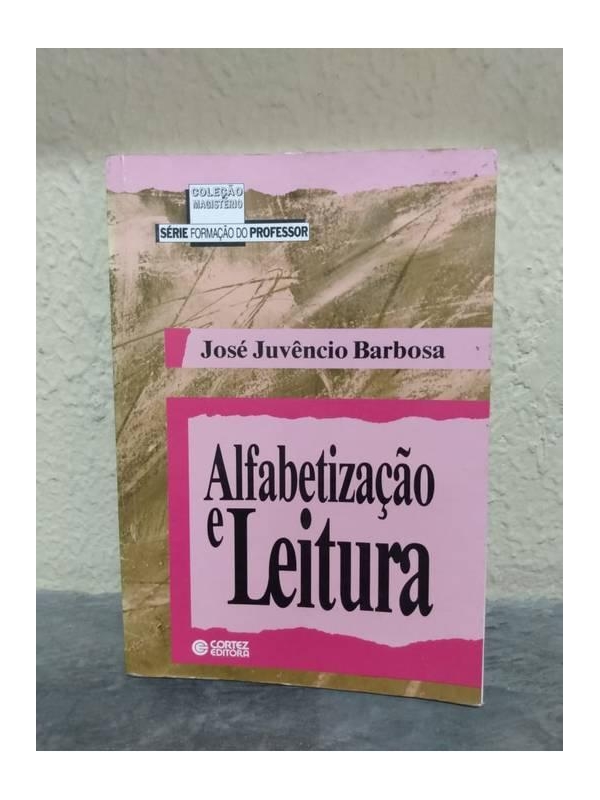 COLEÇÃO
MAGISTÉRIO
SÉRIE FORMAÇÃO DO PROFESSOR
José Juvêncio Barbosa
Alfabetização
e Leitura
CORTEZ
EDITORA